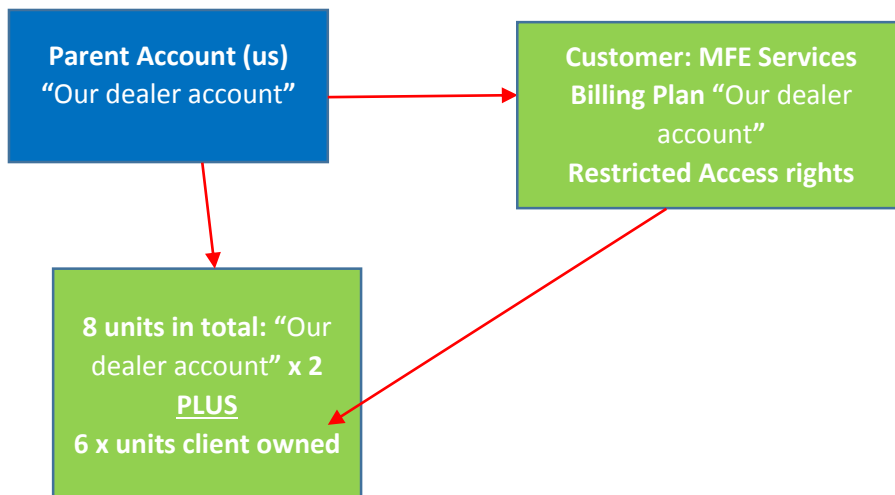 Parent Account (us)
“Our dealer account”
Customer: MFE Services
Billing Plan “Our dealer
account”
Restricted Access rights
8 units in total: “Our
dealer account” x 2
PLUS
6 x units client owned